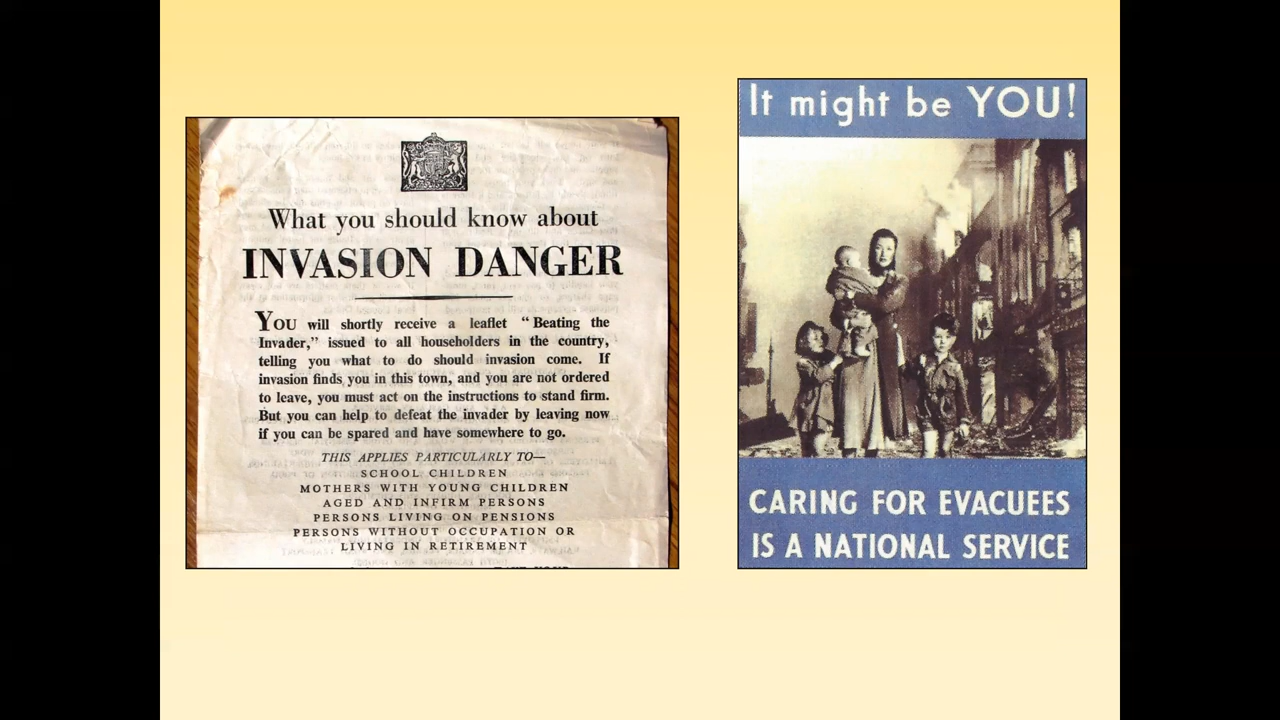 What you should know about
INVASION DANGER
YOU will shortly receive a leaflet "Beating the
Invader," issued to all householders in the country,
telling you what to do should invasion come. If
invasion finds you in this town, and you are not ordered
to leave, you must act on the instructions to stand firm.
But you can help to defeat the invader by leaving now
if you can be spared and have somewhere to go.
THIS APPLIES PARTICULARLY TO—
SCHOOL CHILDREN
MOTHERS WITH YOUNG CHILDREN
AGED AND INFIRM PERSONS
PERSONS LIVING ON PENSIONS
PERSONS WITHOUT OCCUPATION OR
LIVING IN RETIREMENT
It might be YOU!
CARING FOR EVACUEES
IS A NATIONAL SERVICE